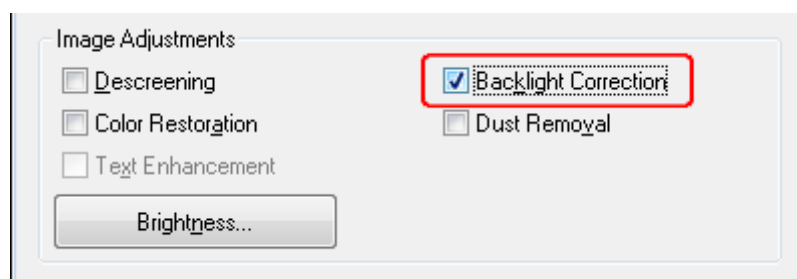 Image Adjustments
Descreening
Backlight Correction
Color Restoration
Dust Removal
Text Enhancement
Brightness...